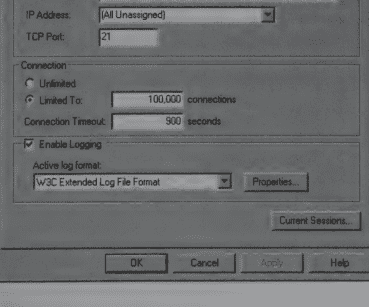 IP Address: (All Unassigned)
TCP Port: 21
Connection
Unlimited
Limited To: 100,000 connections
Connection Timeout: 900 seconds
Enable Logging
Active log format:
W3C Extended Log File Format Properties...
Current Sessions...
OK Cancel Apply Help